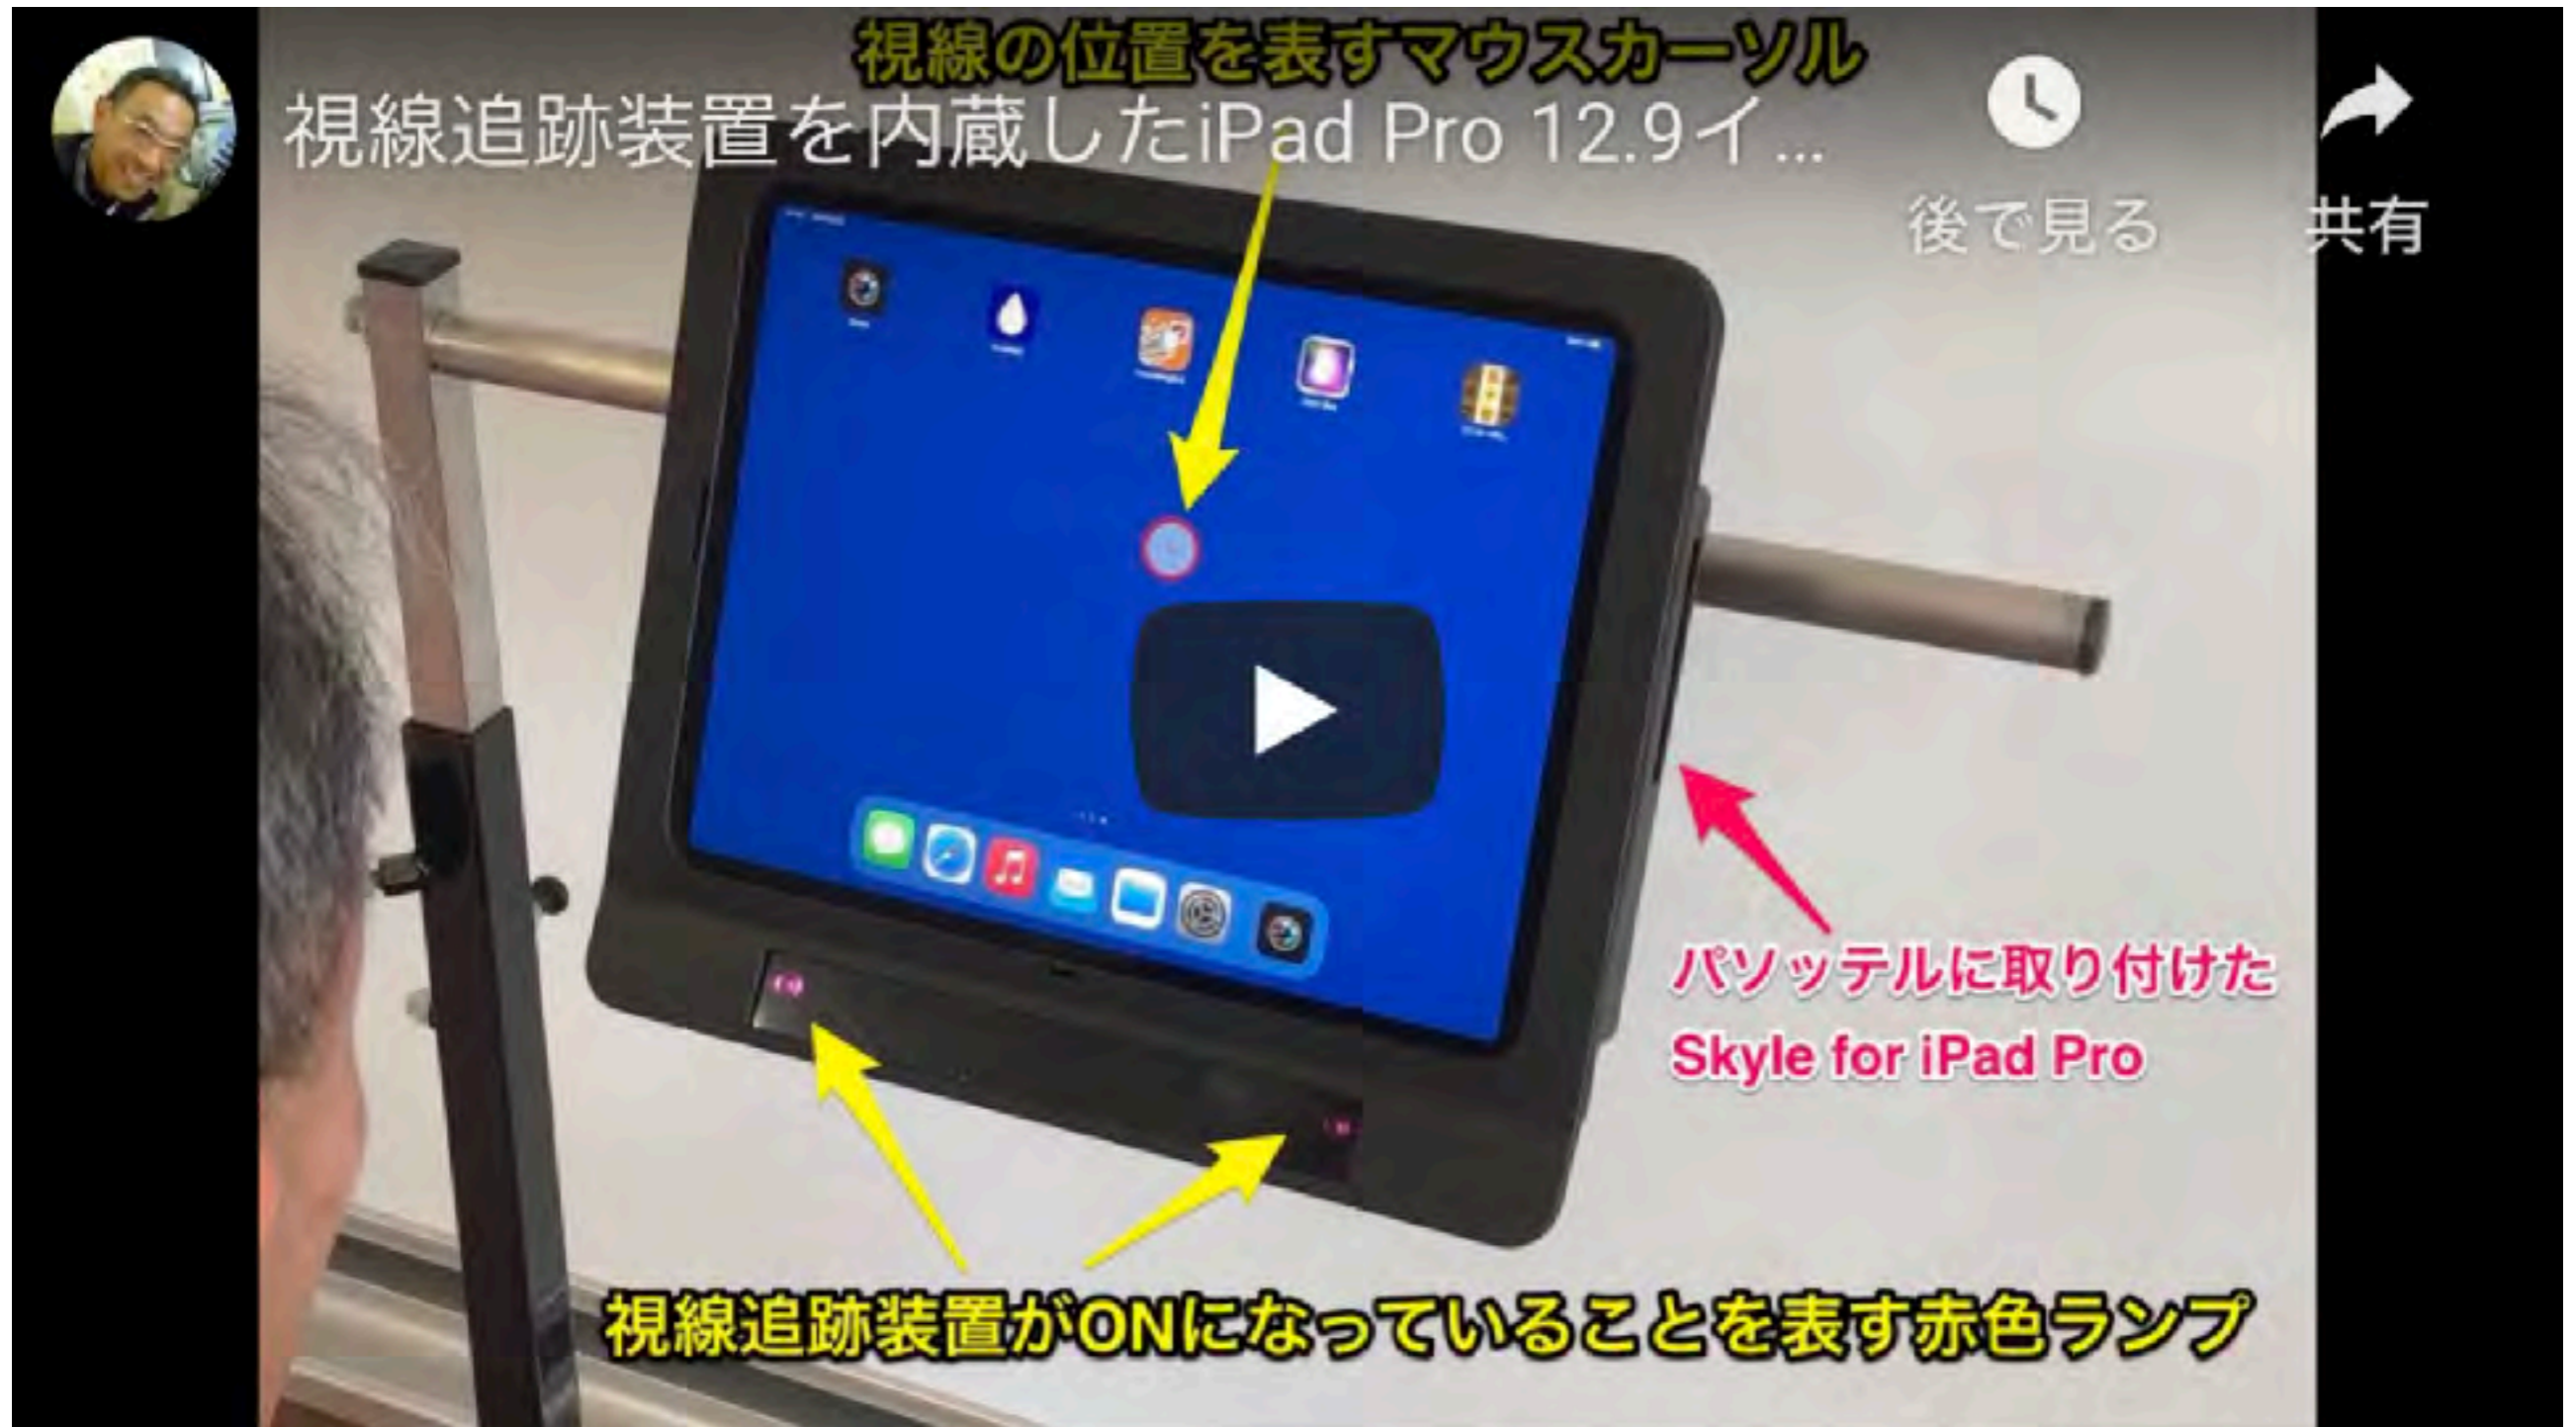 視線の位置を表すマウスカーソル
視線追跡装置を内蔵したiPad Pro 12.9イ...
後で見る
共有
パソッテルに取り付けた
Skyle for iPad Pro
視線追跡装置がONになっていることを表す赤色ランプ